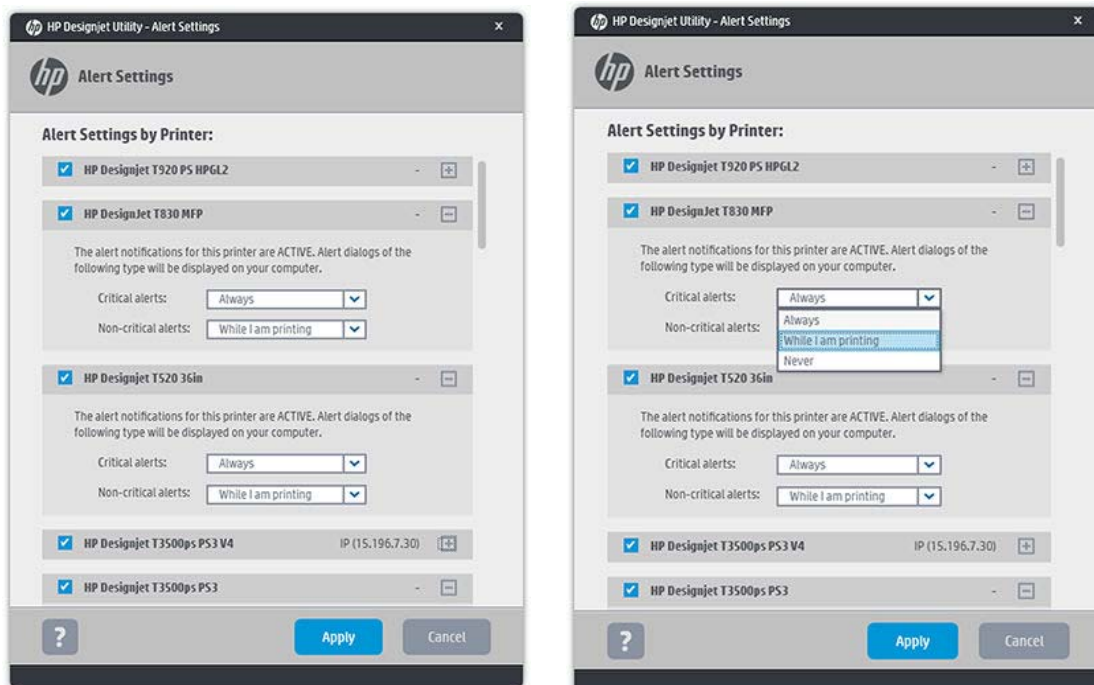 HP Designjet Utility - Alert Settings x
hp Alert Settings
Alert Settings by Printer:
HP Designjet T920 PS HPGL2 - +
HP DesignJet T830 MFP - -
The alert notifications for this printer are ACTIVE. Alert dialogs of the
following type will be displayed on your computer.
Critical alerts: Always
Non-critical alerts: While I am printing
HP Designjet T520 36in - -
The alert notifications for this printer are ACTIVE. Alert dialogs of the
following type will be displayed on your computer.
Critical alerts: Always
Non-critical alerts: While I am printing
HP Designjet T3500ps PS3 V4 IP (15.196.7.30) +
HP Designjet T3500ps PS3 - -
? Apply Cancel
HP Designjet Utility - Alert Settings x
hp Alert Settings
Alert Settings by Printer:
HP Designjet T920 PS HPGL2 - +
HP DesignJet T830 MFP - -
The alert notifications for this printer are ACTIVE. Alert dialogs of the
following type will be displayed on your computer.
Critical alerts: Always
Always
Non-critical alerts: While I am printing
Never
HP Designjet T520 36in - -
The alert notifications for this printer are ACTIVE. Alert dialogs of the
following type will be displayed on your computer.
Critical alerts: Always
Non-critical alerts: While I am printing
HP Designjet T3500ps PS3 V4 IP (15.196.7.30) +
HP Designjet T3500ps PS3 - -
? Apply Cancel